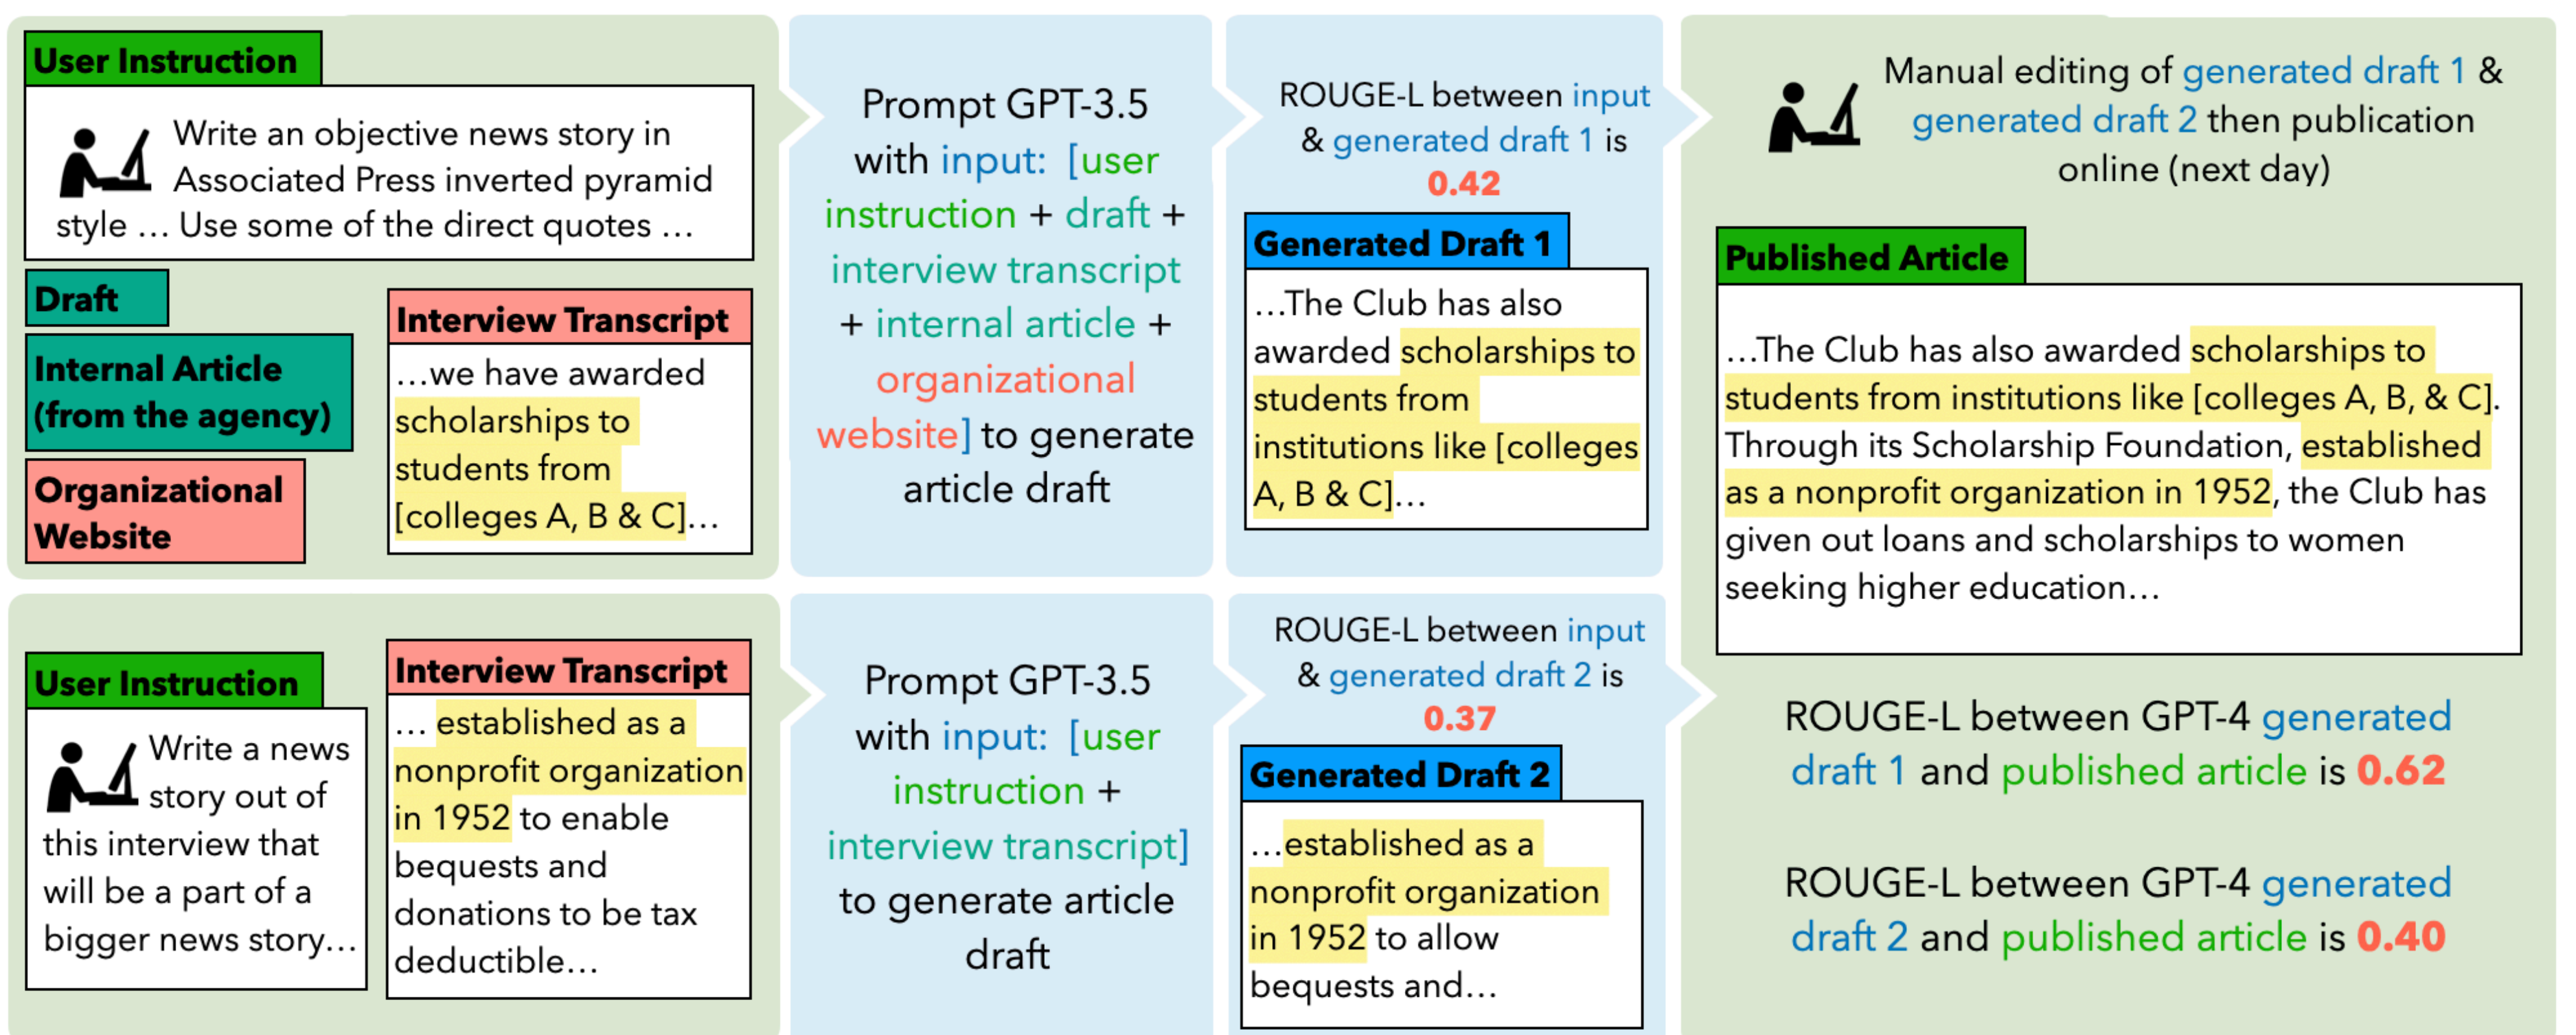 User Instruction
Write an objective news story in
Associated Press inverted pyramid
style … Use some of the direct quotes …
Draft
Internal Article
(from the agency)
Organizational
Website
Interview Transcript
…we have awarded
scholarships to
students from
[colleges A, B & C]…
Prompt GPT-3.5
with input: [user
instruction + draft +
interview transcript
+ internal article +
organizational
website] to generate
article draft
ROUGE-L between input
& generated draft 1 is
0.42
Generated Draft 1
…The Club has also
awarded scholarships to
students from
institutions like [colleges
A, B & C]…
User Instruction
Write a news
story out of
this interview that
will be a part of a
bigger news story…
Interview Transcript
… established as a
nonprofit organization
in 1952 to enable
bequests and
donations to be tax
deductible…
Prompt GPT-3.5
with input: [user
instruction +
interview transcript]
to generate article
draft
ROUGE-L between input
& generated draft 2 is
0.37
Generated Draft 2
…established as a
nonprofit organization
in 1952 to allow
bequests and…
Manual editing of generated draft 1 &
generated draft 2 then publication
online (next day)
Published Article
…The Club has also awarded scholarships to
students from institutions like [colleges A, B, & C].
Through its Scholarship Foundation, established
as a nonprofit organization in 1952, the Club has
given out loans and scholarships to women
seeking higher education…
ROUGE-L between GPT-4 generated
draft 1 and published article is 0.62
ROUGE-L between GPT-4 generated
draft 2 and published article is 0.40